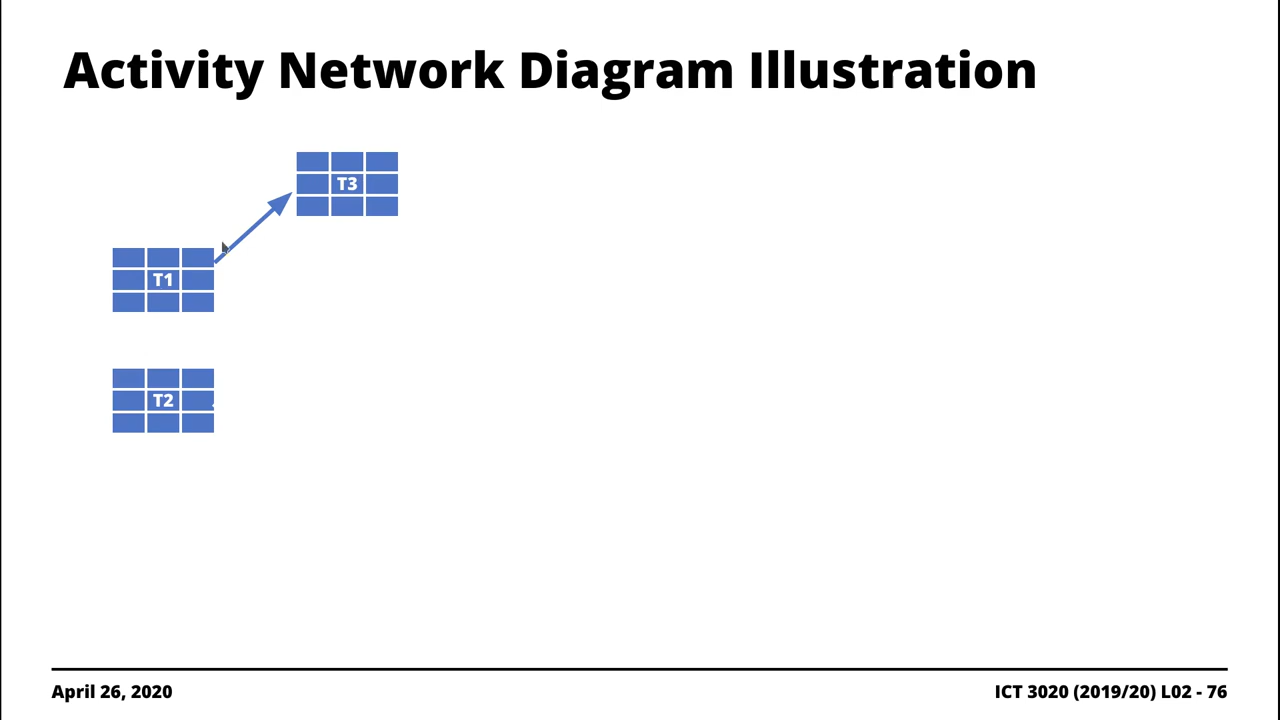 Activity Network Diagram Illustration
T3
T1
T2
April 26, 2020
ICT 3020 (2019/20) L02 - 76